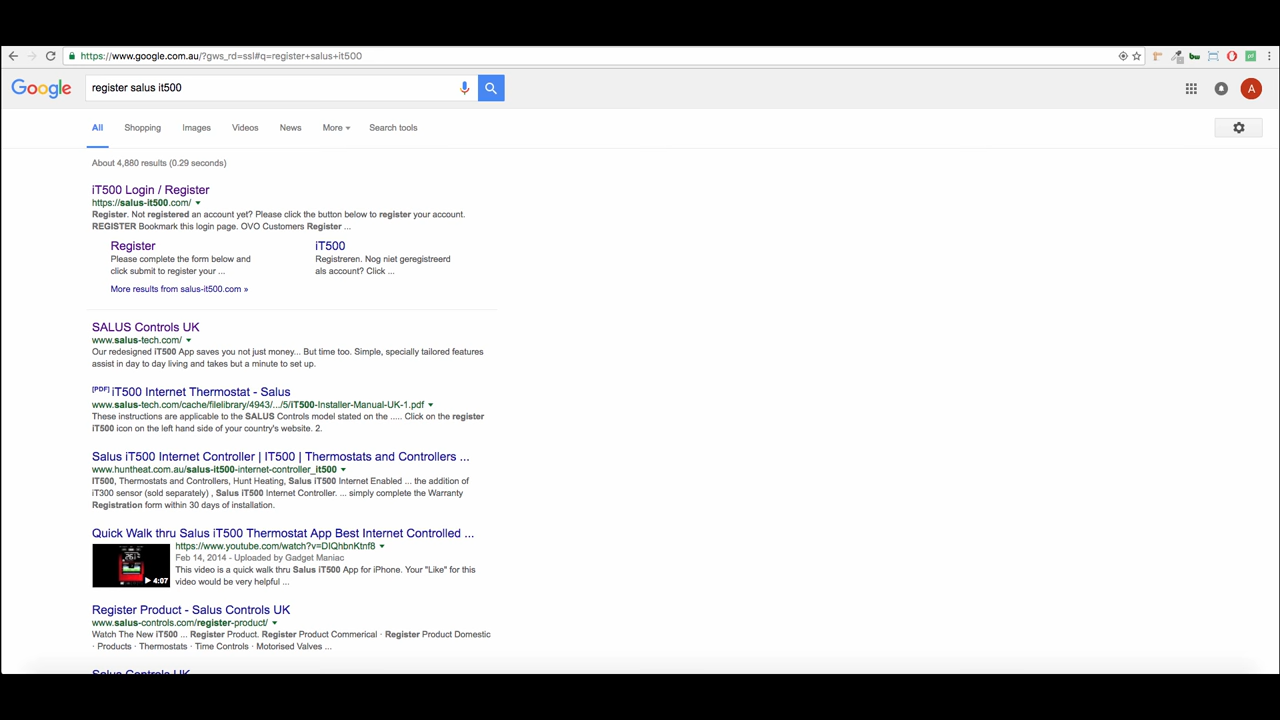 https://www.google.com.au/?gws_rd=ssl#q=register+salus+it500
Google
register salus it500
A
All Shopping Images Videos News More Search tools
About 4,880 results (0.29 seconds)
iT500 Login / Register
https://salus-it500.com/
Register. Not registered an account yet? Please click the button below to register your account.
REGISTER Bookmark this login page. OVO Customers Register ...
Register
Please complete the form below and
click submit to register your ...
iT500
Registreren. Nog niet geregistreerd
als account? Click ...
More results from salus-it500.com »
SALUS Controls UK
www.salus-tech.com/
Our redesigned iT500 App saves you not just money... But time too. Simple, specially tailored features
assist in day to day living and takes but a minute to set up.
[PDF] iT500 Internet Thermostat - Salus
www.salus-tech.com/cache/filelibrary/4943/.../5/iT500-Installer-Manual-UK-1.pdf
These instructions are applicable to the SALUS Controls model stated on the ..... Click on the register
iT500 icon on the left hand side of your country's website. 2.
Salus iT500 Internet Controller | IT500 | Thermostats and Controllers ...
www.huntheat.com.au/salus-it500-internet-controller_it500
IT500, Thermostats and Controllers, Hunt Heating, Salus iT500 Internet Enabled ... the addition of
iT300 sensor (sold separately) , Salus iT500 Internet Controller. ... simply complete the Warranty
Registration form within 30 days of installation.
Quick Walk thru Salus iT500 Thermostat App Best Internet Controlled ...
https://www.youtube.com/watch?v=DIQhbnKtnf8
Feb 14, 2014 - Uploaded by Gadget Maniac
This video is a quick walk thru Salus iT500 App for iPhone. Your "Like" for this
video would be very helpful ...
4:07
Register Product - Salus Controls UK
www.salus-controls.com/register-product/
Watch The New iT500 ... Register Product. Register Product Commerical · Register Product Domestic
· Products · Thermostats · Time Controls · Motorised Valves ...
Salus Controls UK